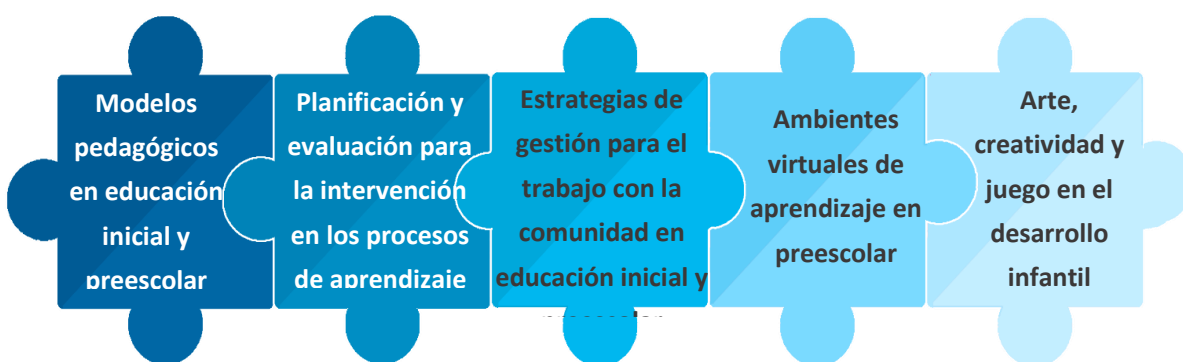 Modelos
pedagógicos
en educación
inicial y
preescolar
Planificación y
evaluación para
la intervención
en los procesos
de aprendizaje
Estrategias de
gestión para el
trabajo con la
comunidad en
educación inicial y
preescolar
Ambientes
virtuales de
aprendizaje en
preescolar
Arte,
creatividad y
juego en el
desarrollo
infantil